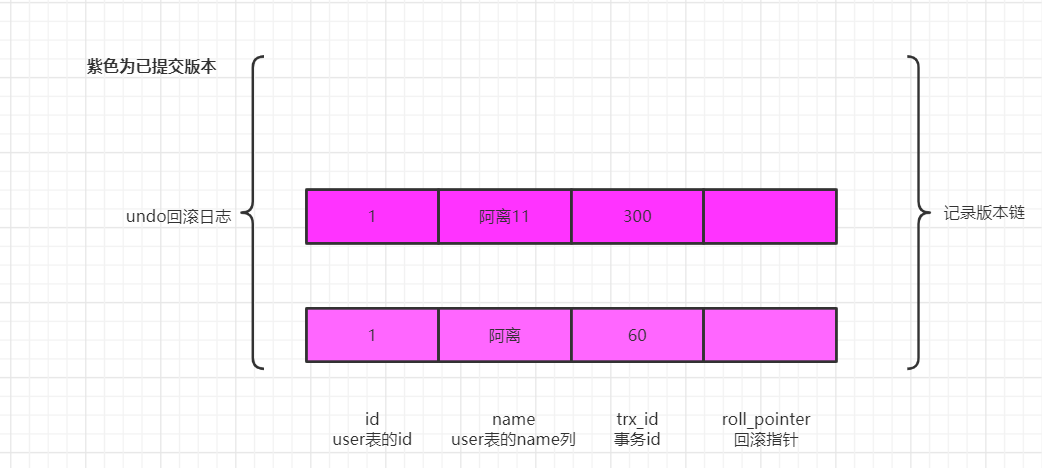 紫色为已提交版本
undo回滚日志
记录版本链
1 阿离11 300
1 阿离 60
id name trx_id roll_pointer
user表的id user表的name列 事务id 回滚指针